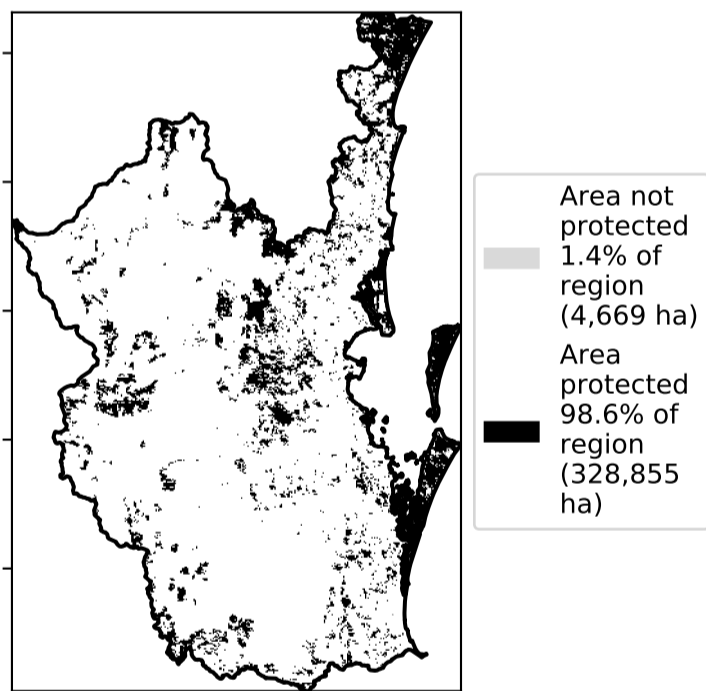 Area not
protected
1.4% of
region
(4,669 ha)
Area
protected
98.6% of
region
(328,855
ha)